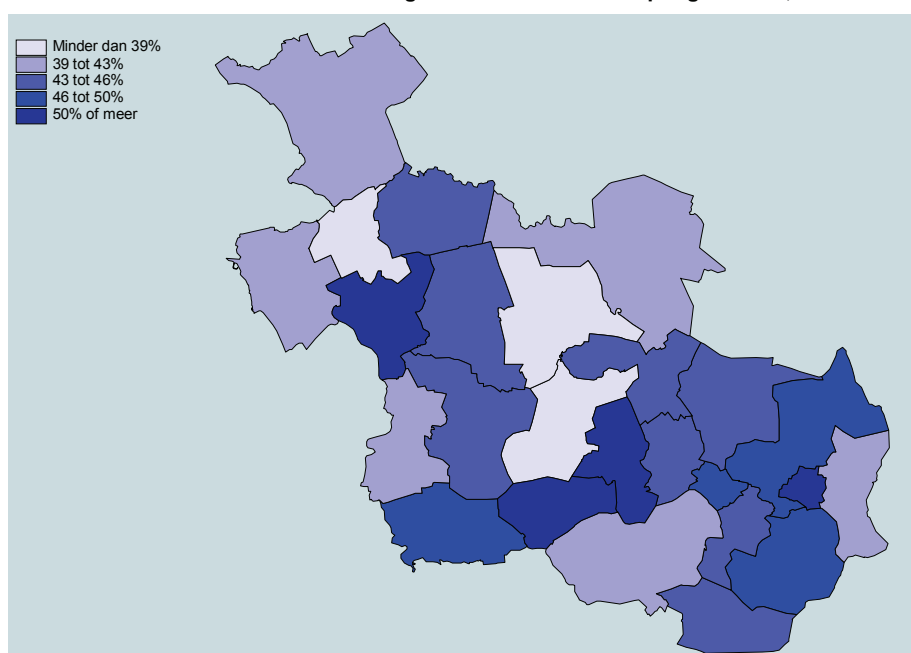 Minder dan 39%
39 tot 43%
43 tot 46%
46 tot 50%
50% of meer